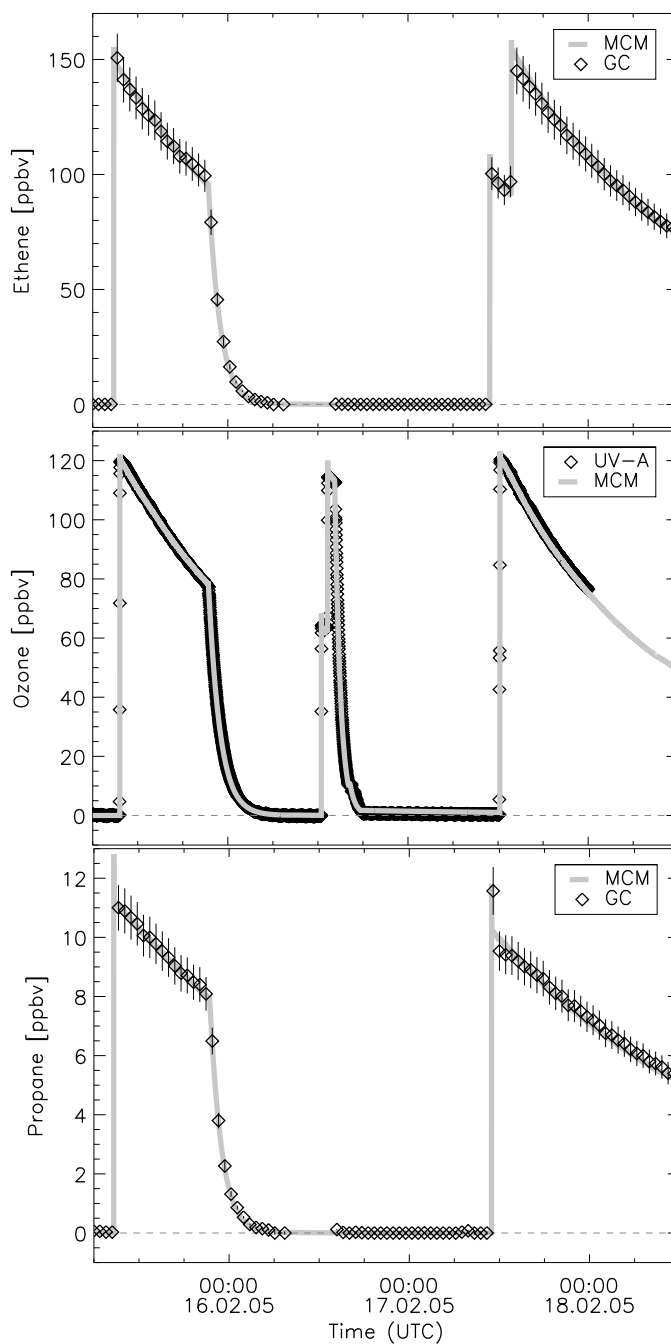 MCM
GC
150
100
50
0
Ethene [ppbv]
UV-A
MCM
120
100
80
60
40
20
0
Ozone [ppbv]
MCM
GC
12
10
8
6
4
2
0
Propane [ppbv]
00:00 00:00 00:00
16.02.05 17.02.05 18.02.05
Time (UTC)